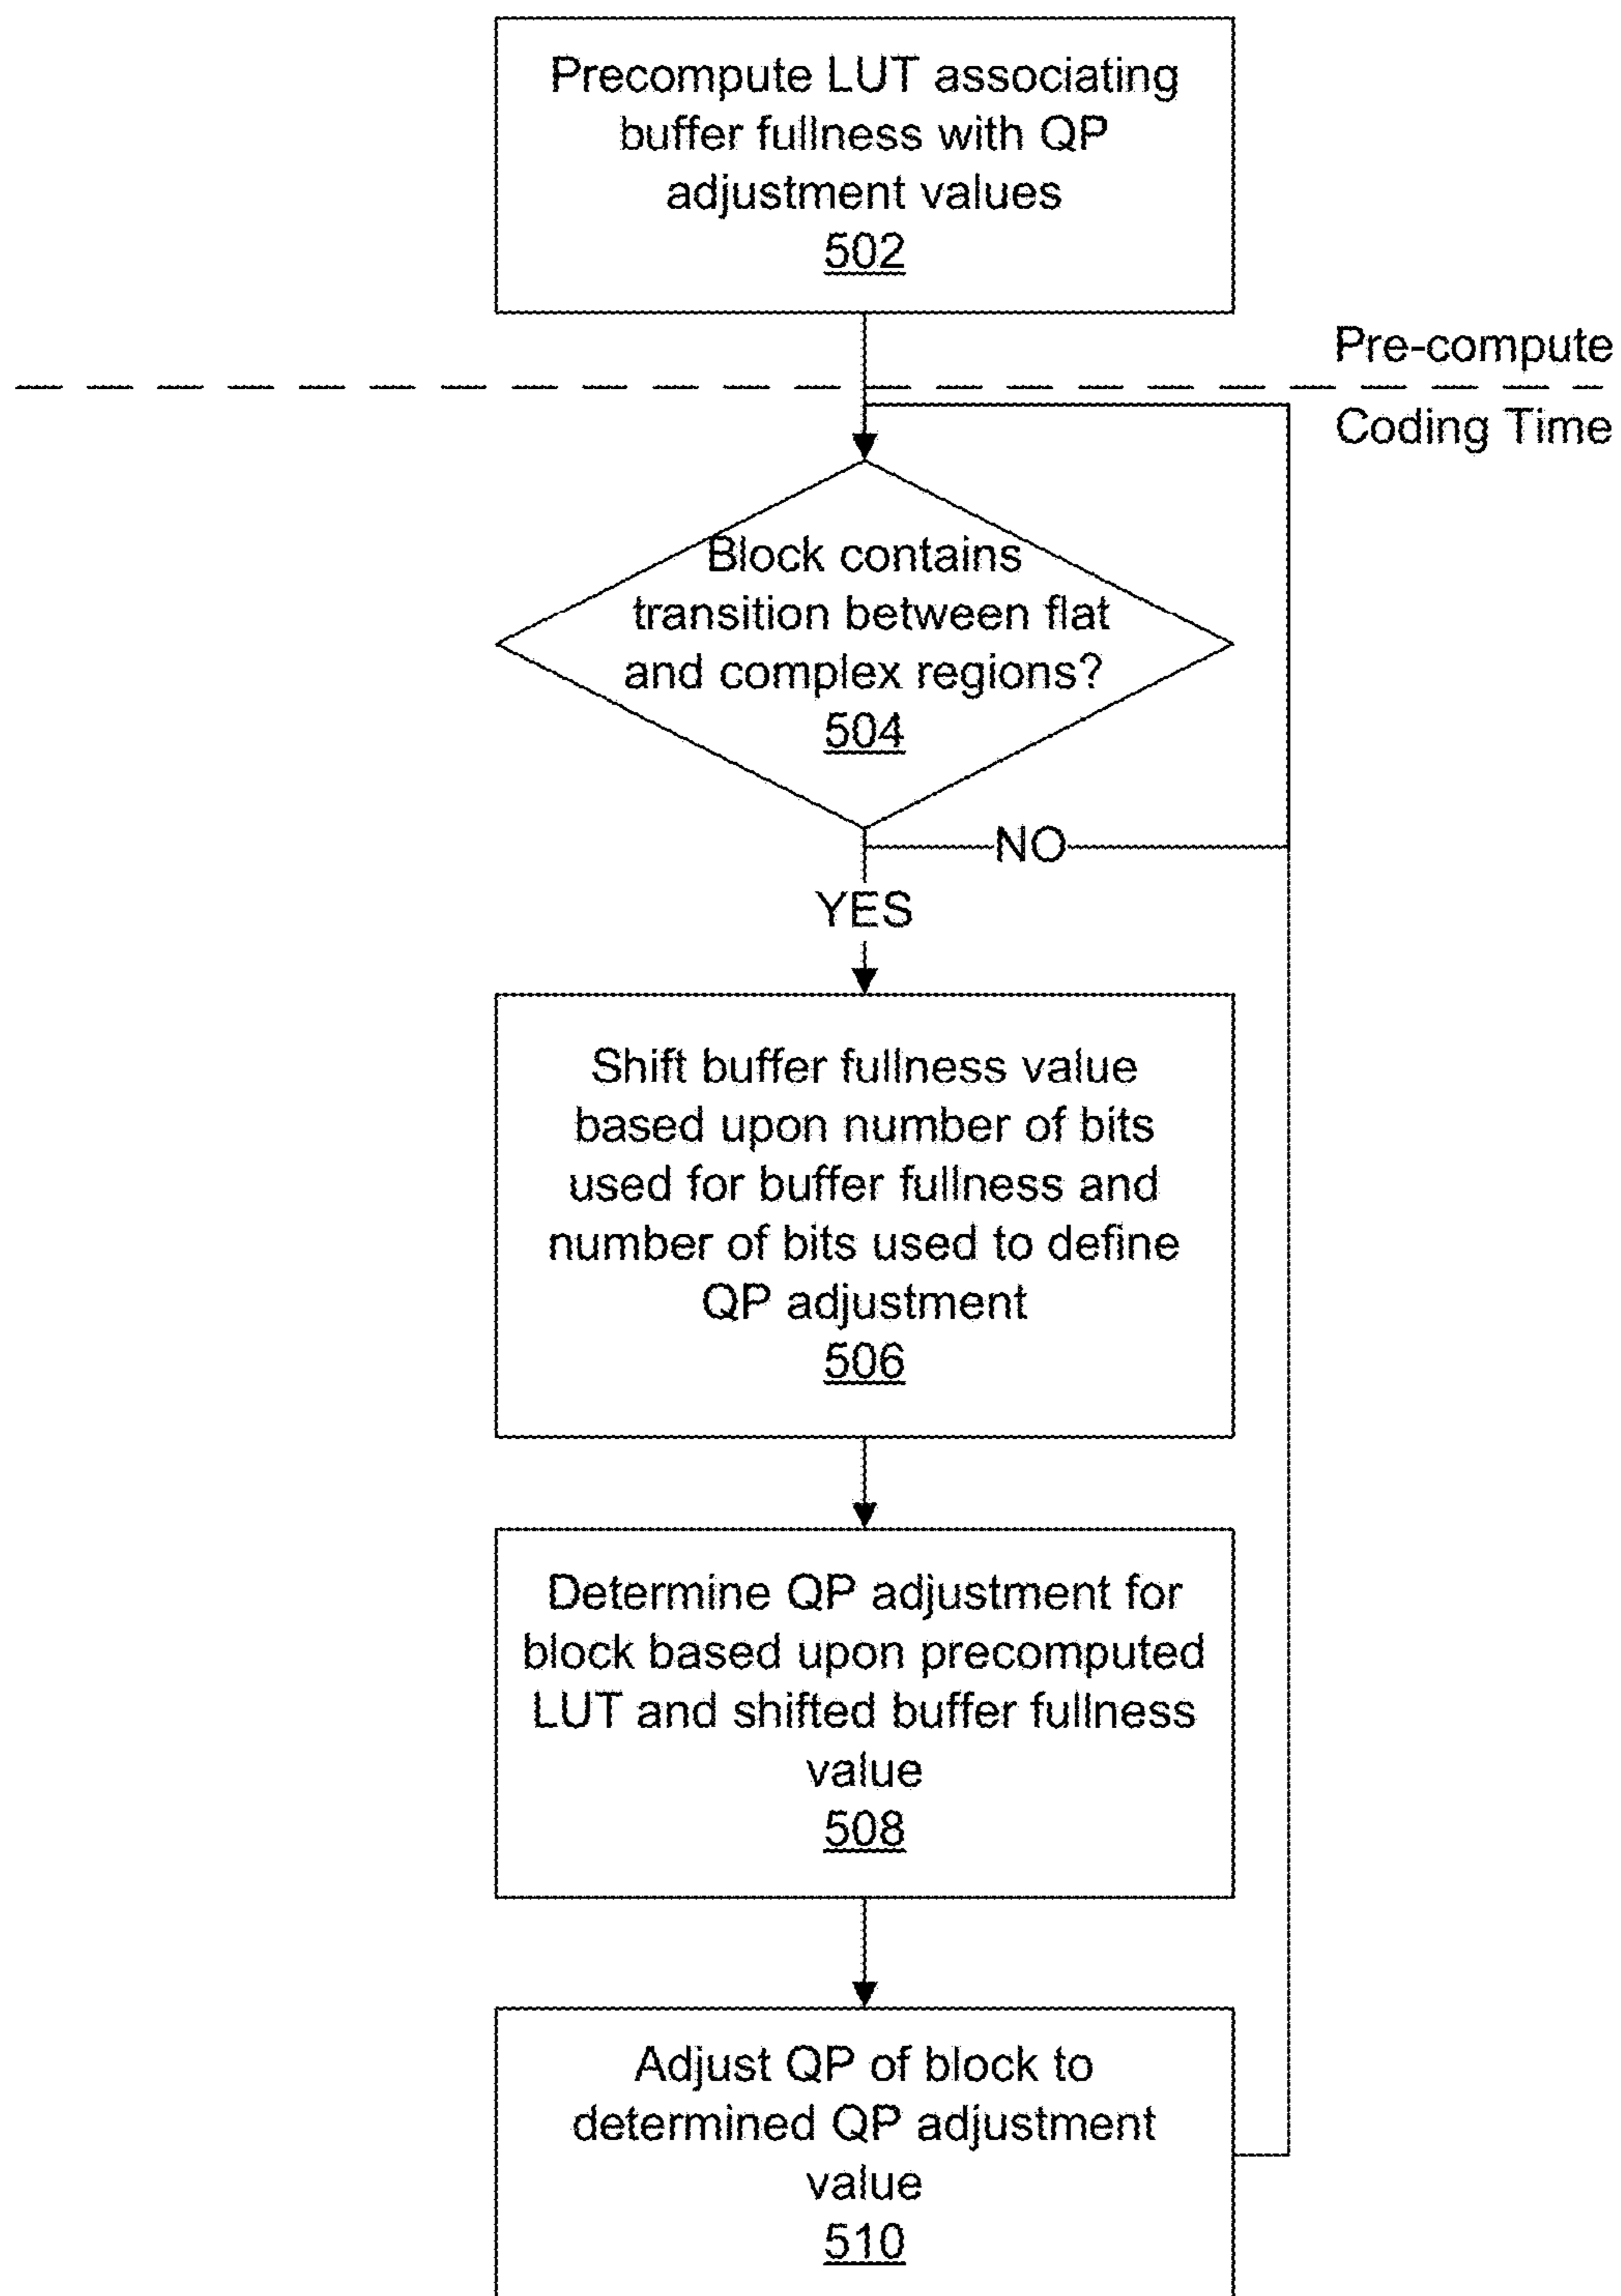 Precompute LUT associating
buffer fullness with QP
adjustment values
502
Pre-compute
Coding Time
Block contains
transition between flat
and complex regions?
504
NO
YES
Shift buffer fullness value
based upon number of bits
used for buffer fullness and
number of bits used to define
QP adjustment
506
Determine QP adjustment for
block based upon precomputed
LUT and shifted buffer fullness
value
508
Adjust QP of block to
determined QP adjustment
value
510